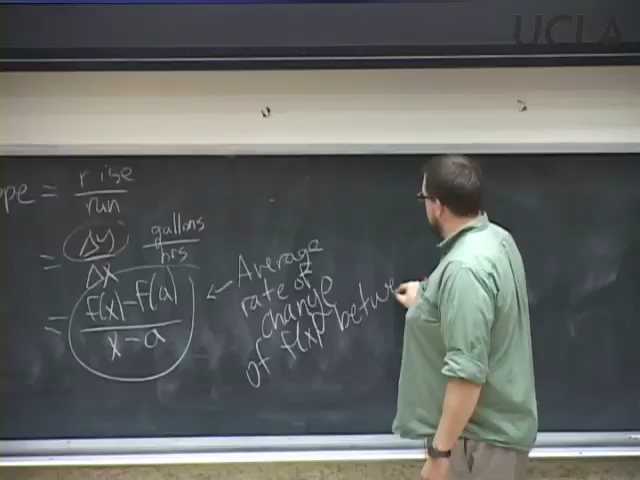 UCLA
ope = rise / run
= Δy / Δx gallons / hrs
= f(x) - f(a) / x - a
← Average
rate of
change
of f(x) betwe